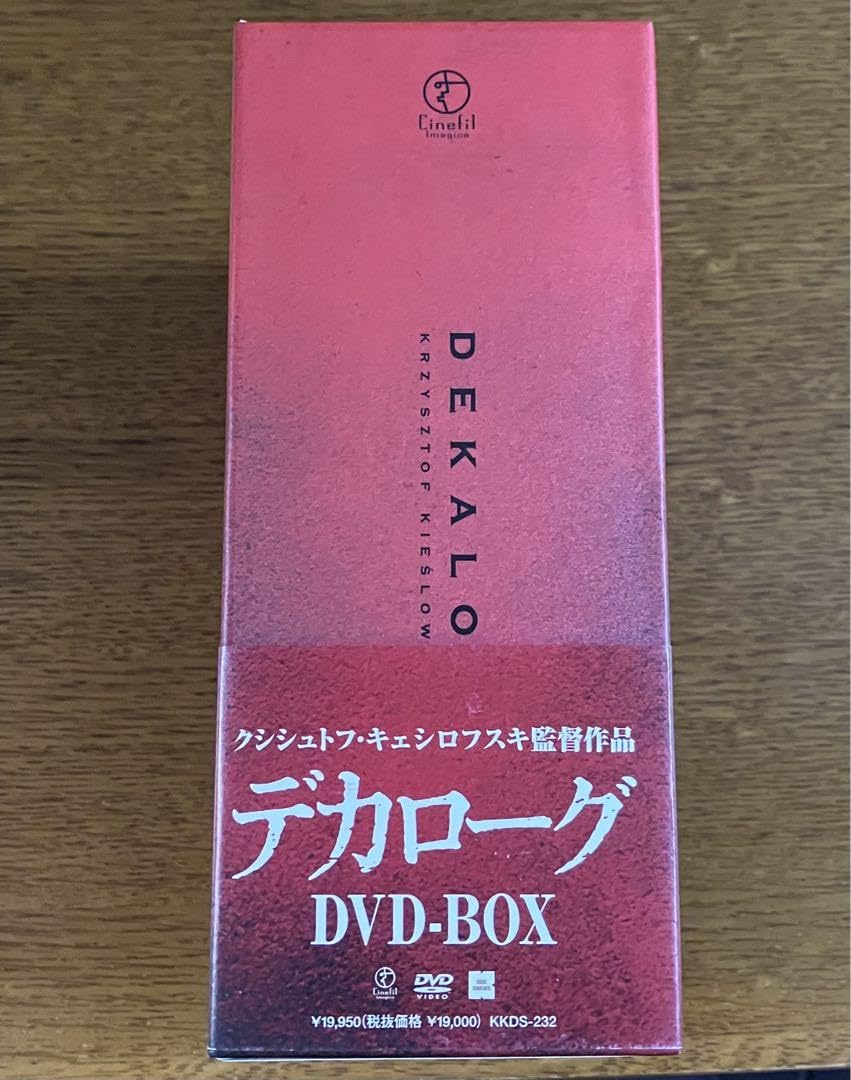 Cinefil
Imagica
DEKALO
KRZYSZTOF KIEŚLOW
クシシュトフ・キェシロフスキ監督作品
デカローグ
DVD-BOX
Cinefil
Imagica
DVD
VIDEO
K
¥19,950(税抜価格 ¥19,000) KKDS-232